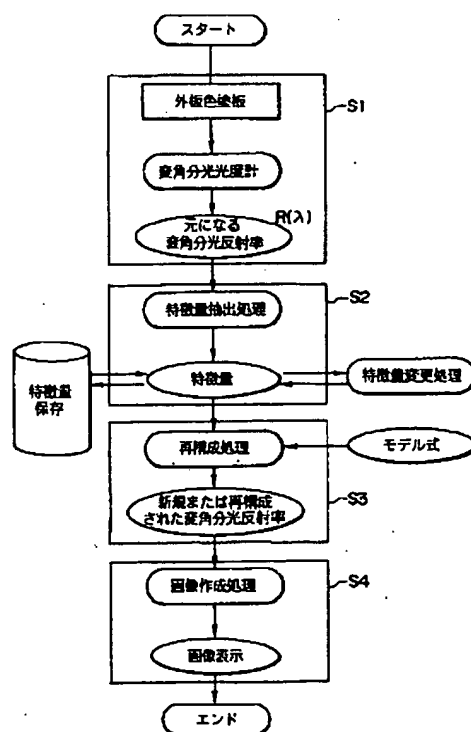 スタート
外板色塗板
S1
変角分光光度計
R(λ)
元になる
変角分光反射率
特徴量抽出処理
S2
特徴量
保存
特徴量
特徴量変更処理
再構成処理
モデル式
新規または再構成
された変角分光反射率
S3
画像作成処理
S4
画像表示
エンド